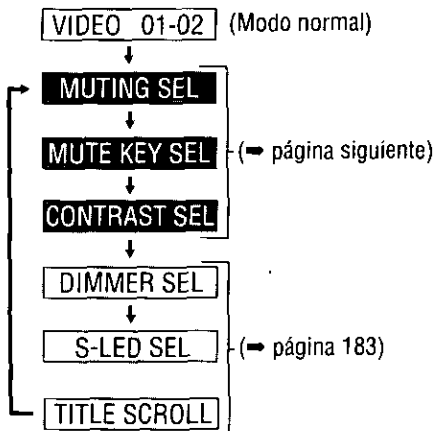 VIDEO 01-02 (Modo normal)
MUTING SEL
MUTE KEY SEL (➡ página siguiente)
CONTRAST SEL
DIMMER SEL
S-LED SEL (➡ página 183)
TITLE SCROLL